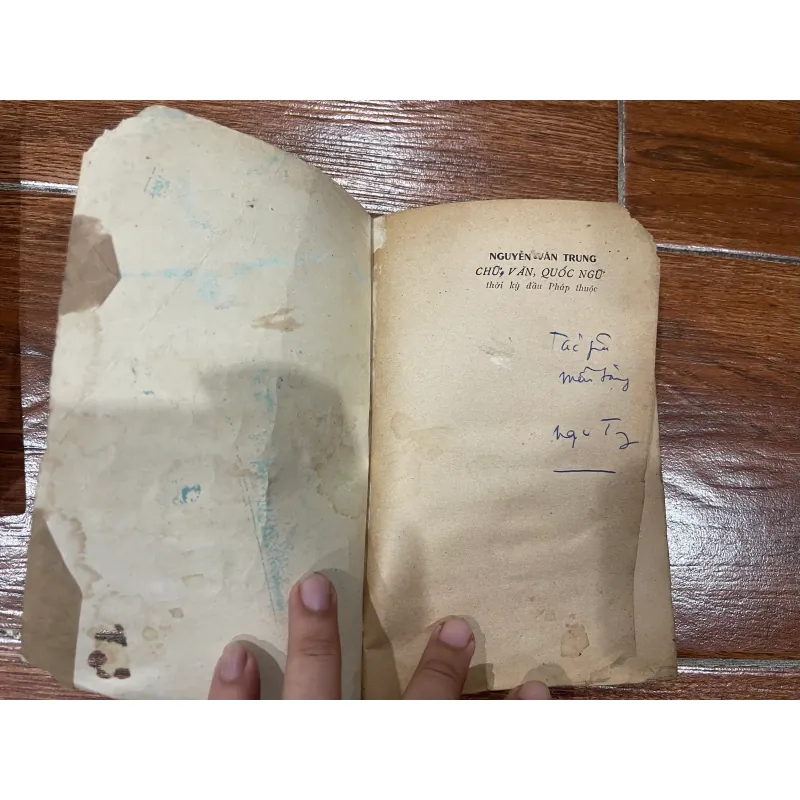 NGUYỄN VĂN TRUNG
CHỮ, VĂN, QUỐC NGỮ
thời kỳ đầu Pháp thuộc
Tác giả
mến tặng